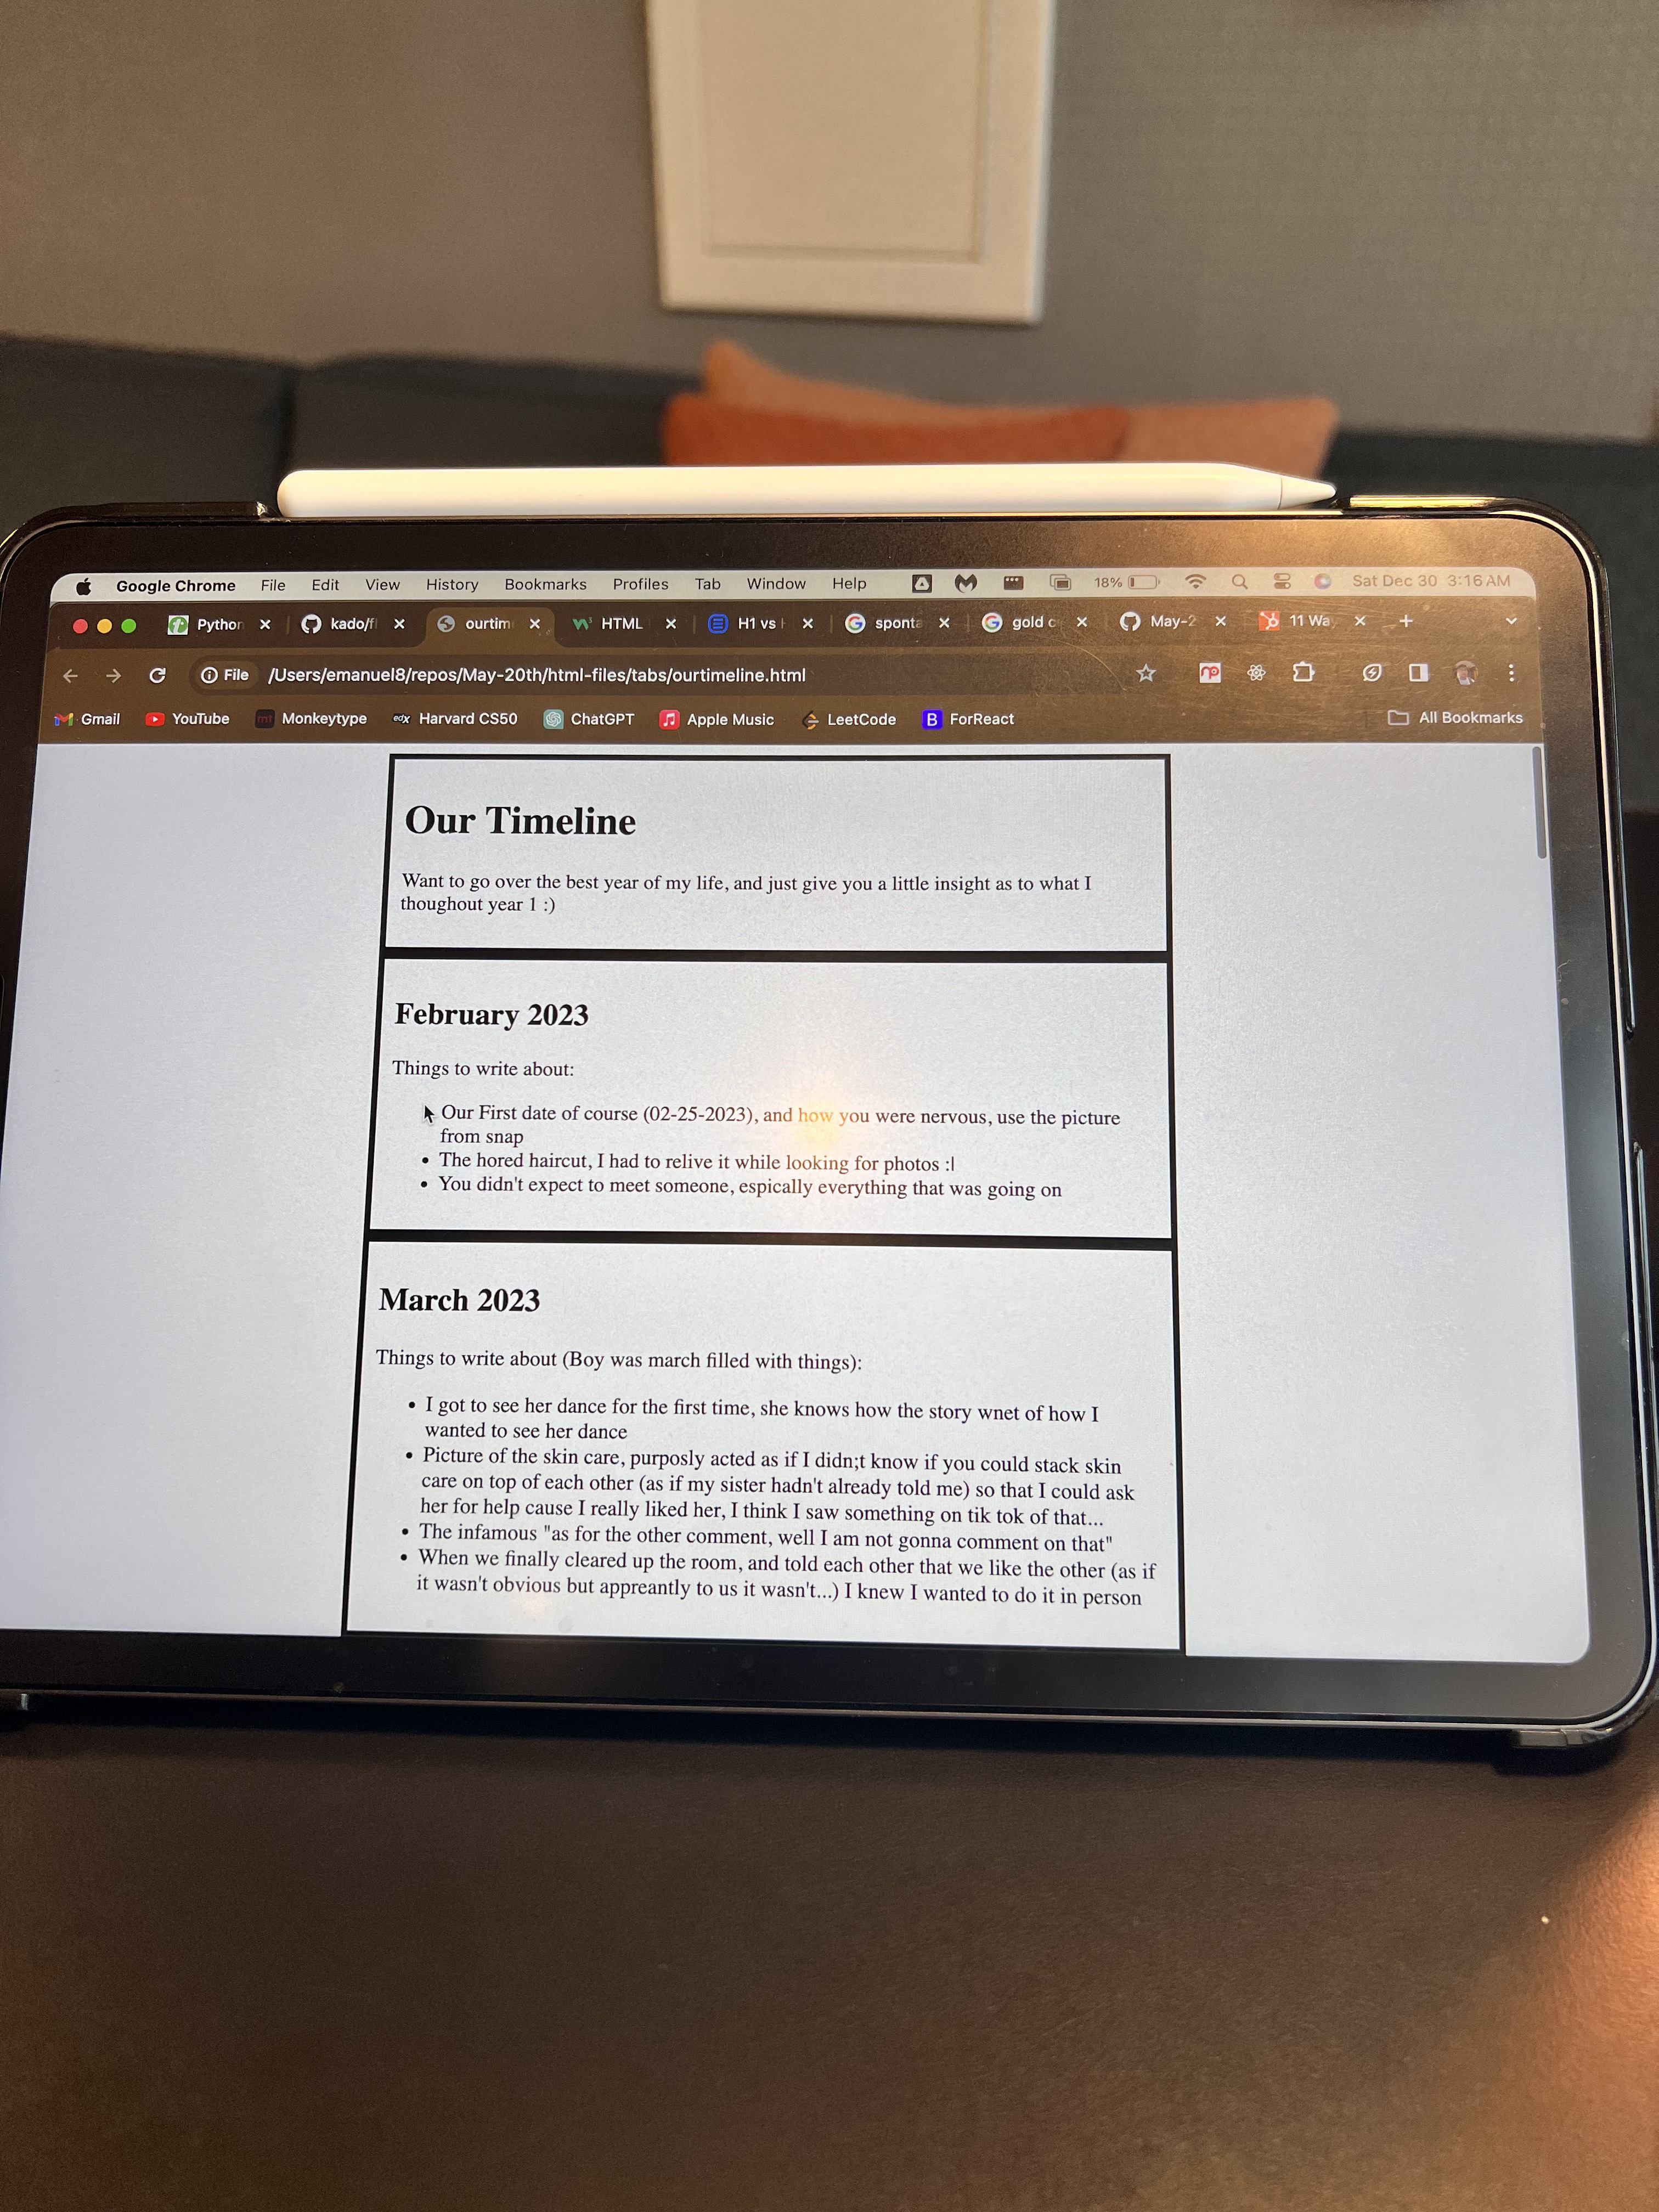 Google Chrome File Edit View History Bookmarks Profiles Tab Window Help 18% Sat Dec 30 3:16 AM
Python kado/f ourtim HTML H1 vs sponta gold c May-2 11 Wa
File /Users/emanuel8/repos/May-20th/html-files/tabs/ourtimeline.html
Gmail YouTube Monkeytype edX Harvard CS50 ChatGPT Apple Music LeetCode B ForReact All Bookmarks
Our Timeline
Want to go over the best year of my life, and just give you a little insight as to what I
thoughout year 1 :)
February 2023
Things to write about:
Our First date of course (02-25-2023), and how you were nervous, use the picture
from snap
• The hored haircut, I had to relive it while looking for photos :|
• You didn't expect to meet someone, espically everything that was going on
March 2023
Things to write about (Boy was march filled with things):
• I got to see her dance for the first time, she knows how the story wnet of how I
wanted to see her dance
• Picture of the skin care, purposly acted as if I didn;t know if you could stack skin
care on top of each other (as if my sister hadn't already told me) so that I could ask
her for help cause I really liked her, I think I saw something on tik tok of that...
• The infamous "as for the other comment, well I am not gonna comment on that"
• When we finally cleared up the room, and told each other that we like the other (as if
it wasn't obvious but appreantly to us it wasn't...) I knew I wanted to do it in person